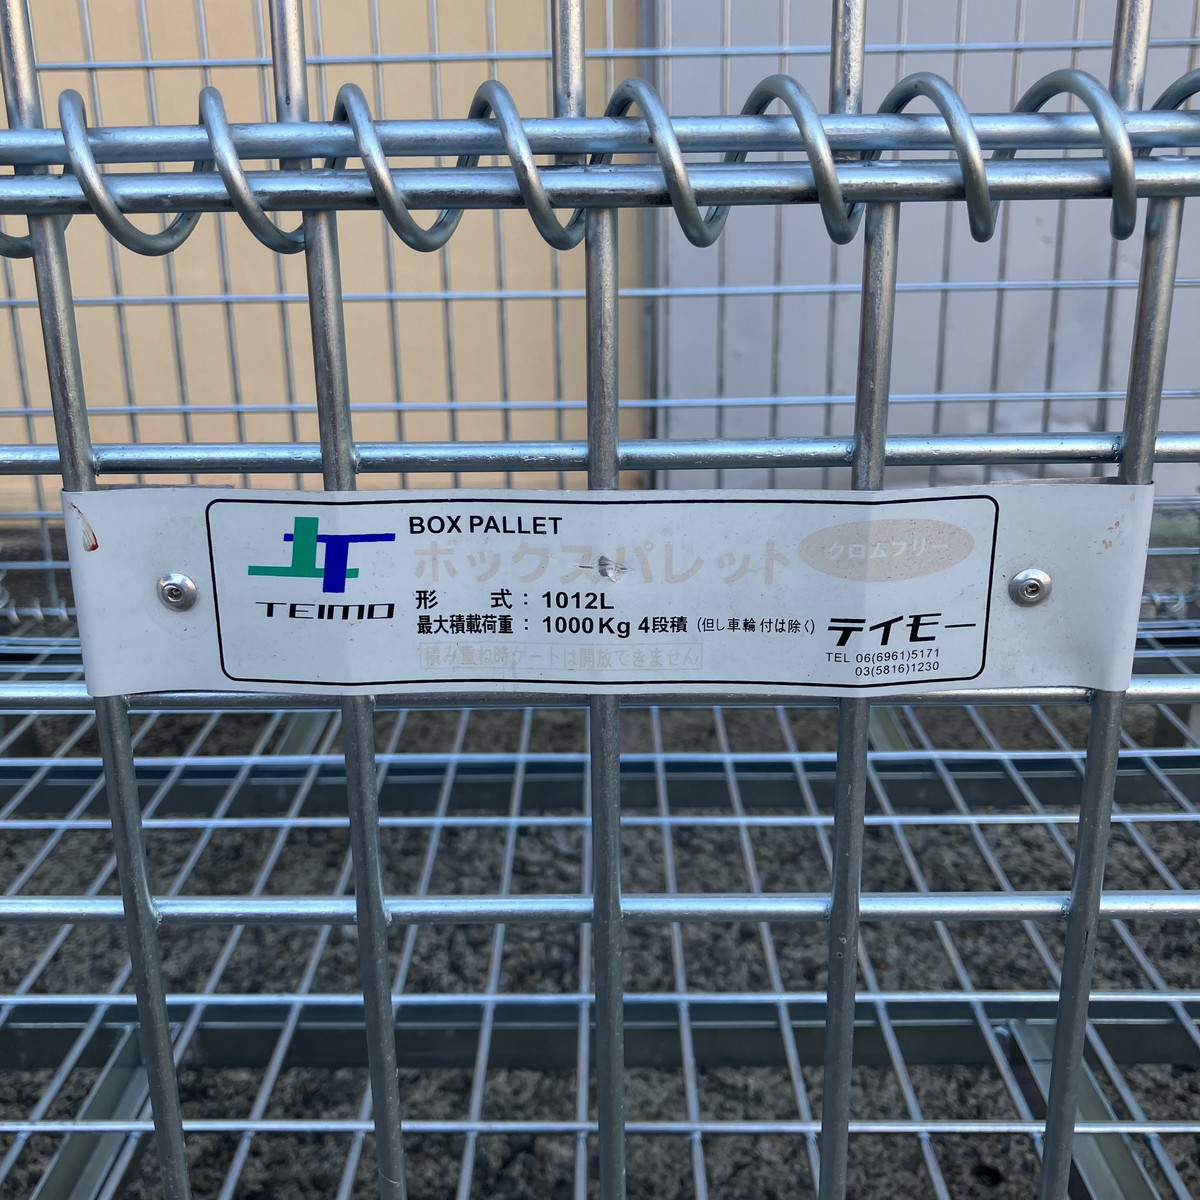 BOX PALLET
ボックスパレット
クロムフリー
TEIMO
形 式 : 1012L
最大積載荷重 : 1000Kg 4段積 (但し車輪付は除く)
テイモー
積み重ね時ゲートは開放できません
TEL 06(6961)5171
03(5816)1230